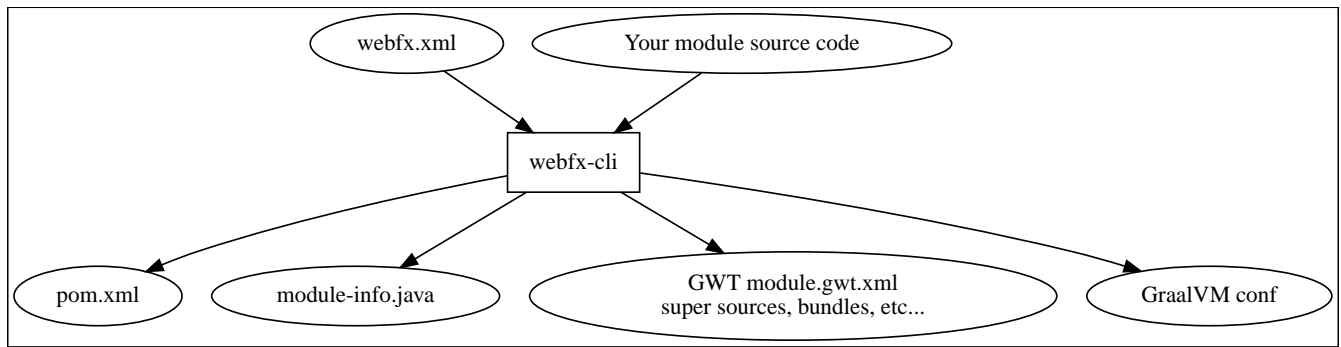 webfx.xml
Your module source code
webfx-cli
pom.xml
module-info.java
GWT module.gwt.xml
super sources, bundles, etc...
GraalVM conf